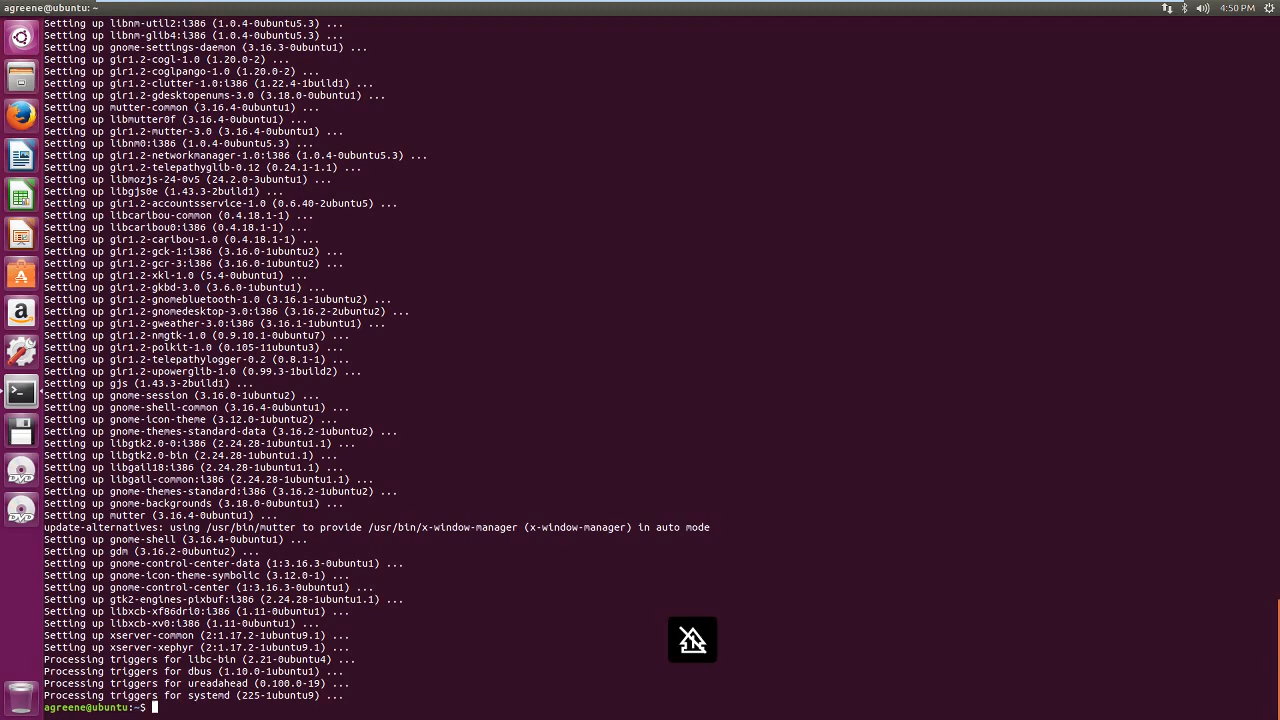 agreene@ubuntu: ~
4:50 PM
Setting up libnm-util2:i386 (1.0.4-0ubuntu5.3) ...
Setting up libnm-glib4:i386 (1.0.4-0ubuntu5.3) ...
Setting up gnome-settings-daemon (3.16.3-0ubuntu1) ...
Setting up gir1.2-cogl-1.0 (1.20.0-2) ...
Setting up gir1.2-coglpango-1.0 (1.20.0-2) ...
Setting up gir1.2-clutter-1.0:i386 (1.22.4-1build1) ...
Setting up gir1.2-gdesktopenums-3.0 (3.18.0-0ubuntu1) ...
Setting up mutter-common (3.16.4-0ubuntu1) ...
Setting up libmutter0f (3.16.4-0ubuntu1) ...
Setting up gir1.2-mutter-3.0 (3.16.4-0ubuntu1) ...
Setting up libnm0:i386 (1.0.4-0ubuntu5.3) ...
Setting up gir1.2-networkmanager-1.0:i386 (1.0.4-0ubuntu5.3) ...
Setting up gir1.2-telepathyglib-0.12 (0.24.1-1.1) ...
Setting up libmozjs-24-0v5 (24.2.0-3ubuntu1) ...
Setting up libgjs0e (1.43.3-2build1) ...
Setting up gir1.2-accountsservice-1.0 (0.6.40-2ubuntu5) ...
Setting up libcaribou-common (0.4.18.1-1) ...
Setting up libcaribou0:i386 (0.4.18.1-1) ...
Setting up gir1.2-caribou-1.0 (0.4.18.1-1) ...
Setting up gir1.2-gck-1:i386 (3.16.0-1ubuntu2) ...
Setting up gir1.2-gcr-3:i386 (3.16.0-1ubuntu2) ...
Setting up gir1.2-xkl-1.0 (5.4-0ubuntu1) ...
Setting up gir1.2-gkbd-3.0 (3.6.0-1ubuntu1) ...
Setting up gir1.2-gnomebluetooth-1.0 (3.16.1-1ubuntu2) ...
Setting up gir1.2-gnomedesktop-3.0:i386 (3.16.2-2ubuntu2) ...
Setting up gir1.2-gweather-3.0:i386 (3.16.1-1ubuntu1) ...
Setting up gir1.2-nmgtk-1.0 (0.9.10.1-0ubuntu7) ...
Setting up gir1.2-polkit-1.0 (0.105-11ubuntu3) ...
Setting up gir1.2-telepathylogger-0.2 (0.8.1-1) ...
Setting up gir1.2-upowerglib-1.0 (0.99.3-1build2) ...
Setting up gjs (1.43.3-2build1) ...
Setting up gnome-session (3.16.0-1ubuntu2) ...
Setting up gnome-shell-common (3.16.4-0ubuntu1) ...
Setting up gnome-icon-theme (3.12.0-1ubuntu2) ...
Setting up gnome-themes-standard-data (3.16.2-1ubuntu2) ...
Setting up libgtk2.0-0:i386 (2.24.28-1ubuntu1.1) ...
Setting up libgtk2.0-bin (2.24.28-1ubuntu1.1) ...
Setting up libgail18:i386 (2.24.28-1ubuntu1.1) ...
Setting up libgail-common:i386 (2.24.28-1ubuntu1.1) ...
Setting up gnome-themes-standard:i386 (3.16.2-1ubuntu2) ...
Setting up gnome-backgrounds (3.18.0-0ubuntu1) ...
Setting up mutter (3.16.4-0ubuntu1) ...
update-alternatives: using /usr/bin/mutter to provide /usr/bin/x-window-manager (x-window-manager) in auto mode
Setting up gnome-shell (3.16.4-0ubuntu1) ...
Setting up gdm (3.16.2-0ubuntu2) ...
Setting up gnome-control-center-data (1:3.16.3-0ubuntu1) ...
Setting up gnome-icon-theme-symbolic (3.12.0-1) ...
Setting up gnome-control-center (1:3.16.3-0ubuntu1) ...
Setting up gtk2-engines-pixbuf:i386 (2.24.28-1ubuntu1.1) ...
Setting up libxcb-xf86dri0:i386 (1.11-0ubuntu1) ...
Setting up libxcb-xv0:i386 (1.11-0ubuntu1) ...
Setting up xserver-common (2:1.17.2-1ubuntu9.1) ...
Setting up xserver-xephyr (2:1.17.2-1ubuntu9.1) ...
Processing triggers for libc-bin (2.21-0ubuntu4) ...
Processing triggers for dbus (1.10.0-1ubuntu1) ...
Processing triggers for ureadahead (0.100.0-19) ...
Processing triggers for systemd (225-1ubuntu9) ...
agreene@ubuntu:~$